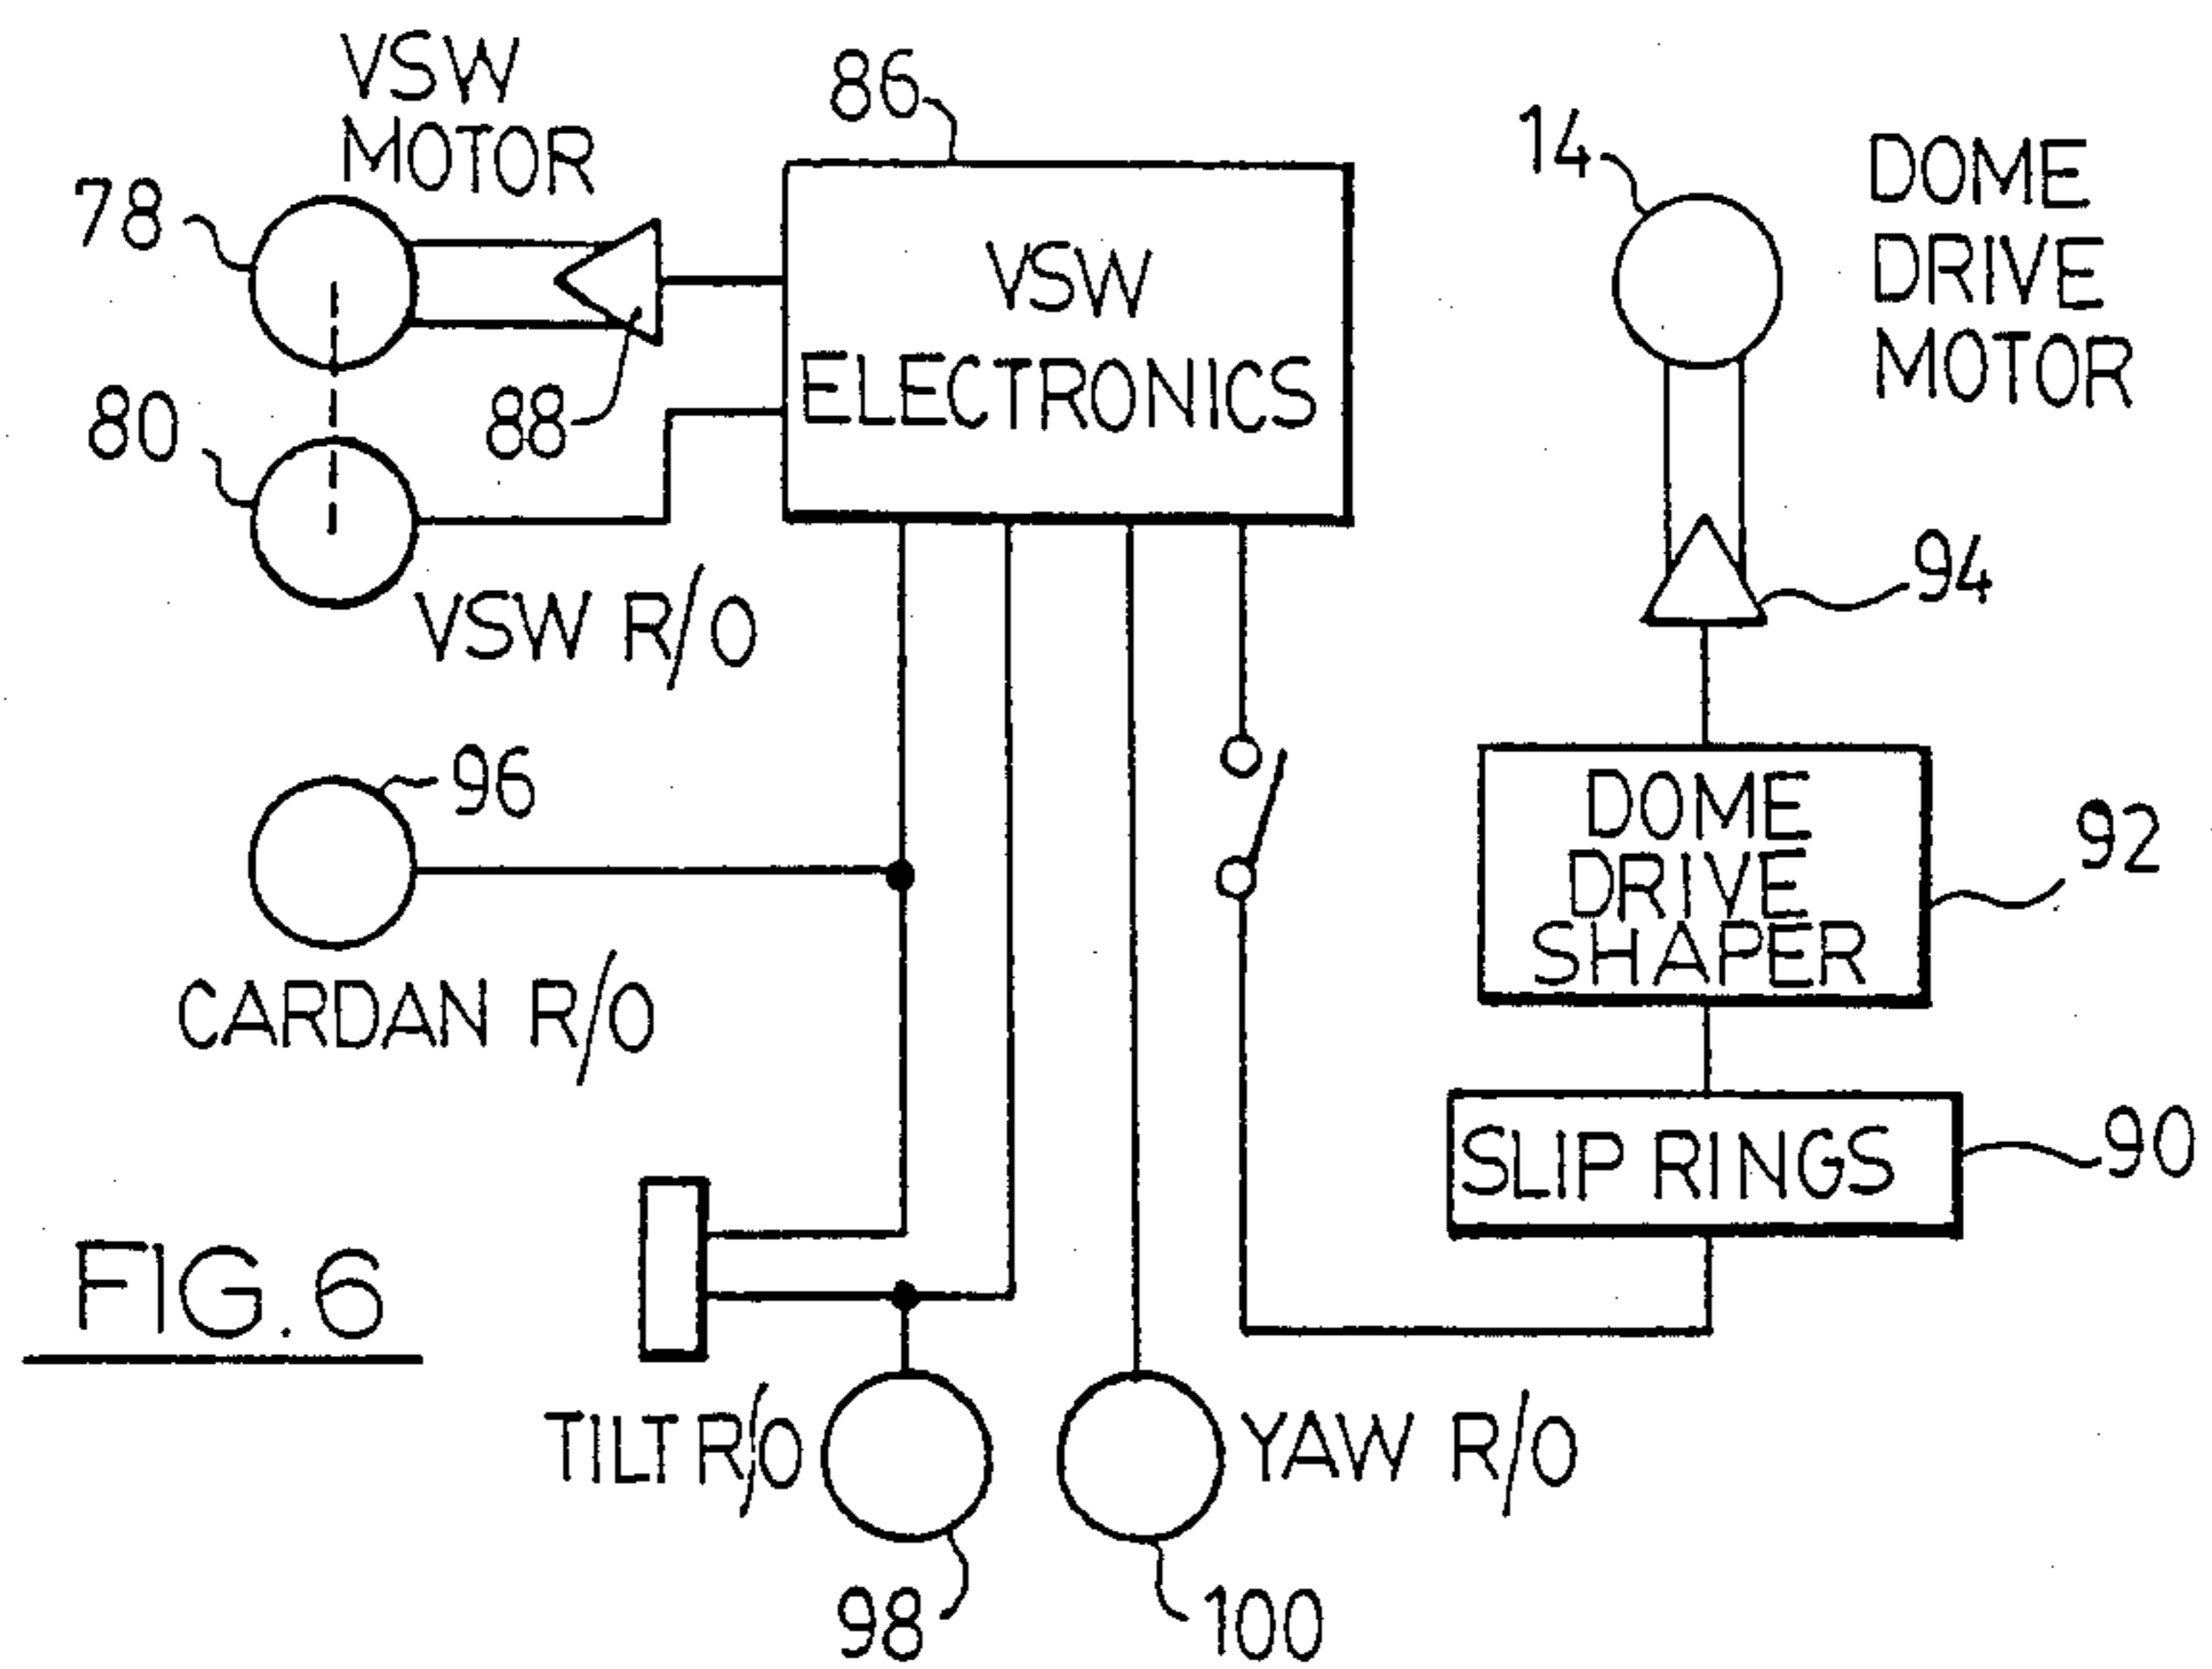 VSW
MOTOR
78
86
14
DOME
DRIVE
MOTOR
VSW
ELECTRONICS
80
88
VSW R/O
94
96
CARDAN R/O
DOME
DRIVE
SHAPER
92
SLIP RINGS
90
FIG. 6
TILT R/O
YAW R/O
98
100